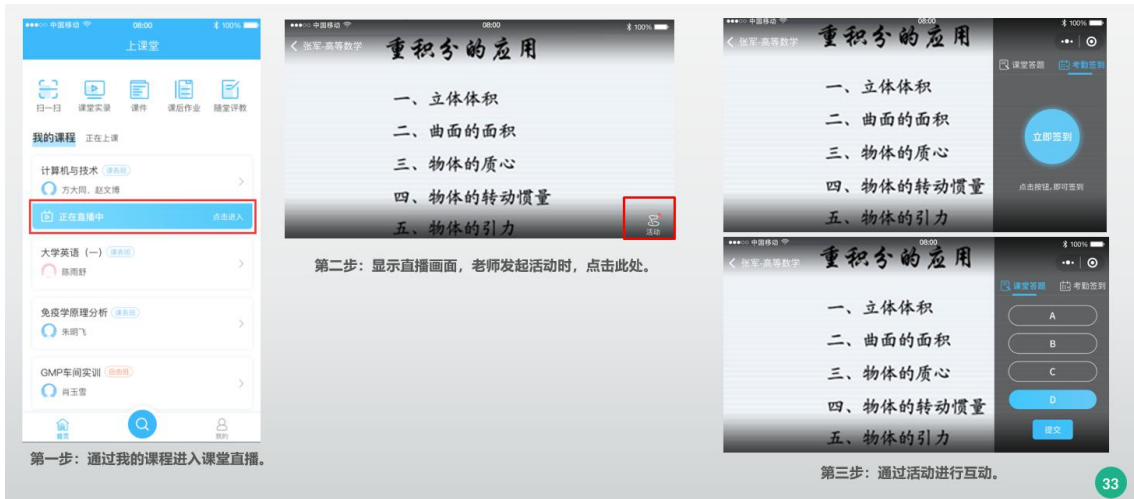 中国移动 08:00 100%
上课堂
扫一扫 课堂实录 课件 课后作业 随堂评教
我的课程 正在上课
计算机与技术 课表班
方大同、赵文博
正在直播中 点击进入
大学英语（一） 课表班
陈雨舒
免疫学原理分析 课表班
朱明飞
GMP车间实训 自由班
肖玉雪
首页 我的
第一步：通过我的课程进入课堂直播。
中国移动 08:00 100%
张军-高等数学
重积分的应用
一、立体体积
二、曲面的面积
三、物体的质心
四、物体的转动惯量
五、物体的引力
活动
第二步：显示直播画面，老师发起活动时，点击此处。
中国移动 08:00 100%
张军-高等数学
重积分的应用
课堂答题 考勤签到
一、立体体积
二、曲面的面积
三、物体的质心
四、物体的转动惯量
五、物体的引力
立即签到
点击按钮，即可签到
中国移动 08:00 100%
张军-高等数学
重积分的应用
课堂答题 考勤签到
一、立体体积
二、曲面的面积
三、物体的质心
四、物体的转动惯量
五、物体的引力
A
B
C
D
提交
第三步：通过活动进行互动。
33